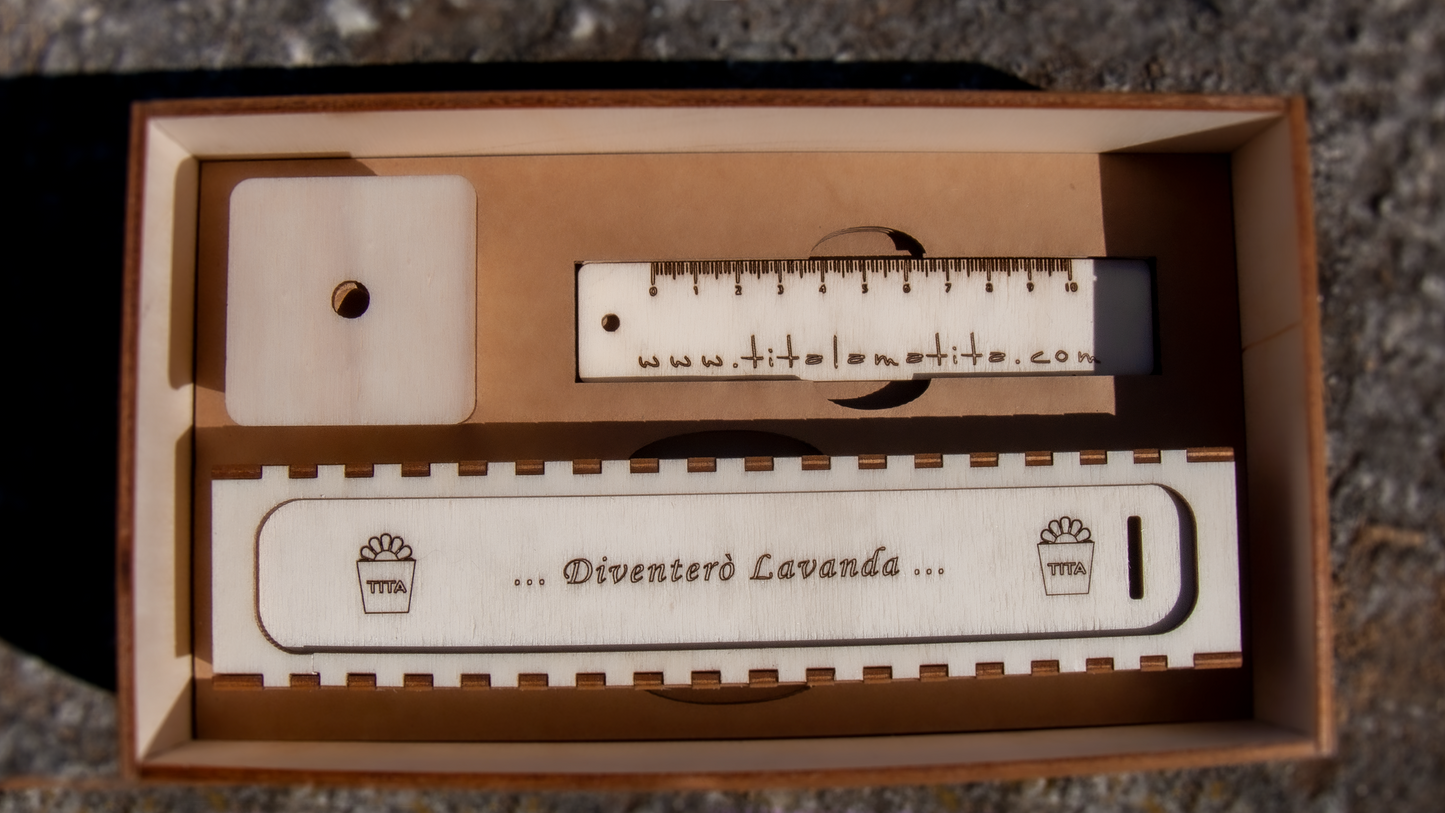 0 1 2 3 4 5 6 7 8 9 10
www.titalamatita.com
TITA
... Diventerò Lavanda ...
TITA